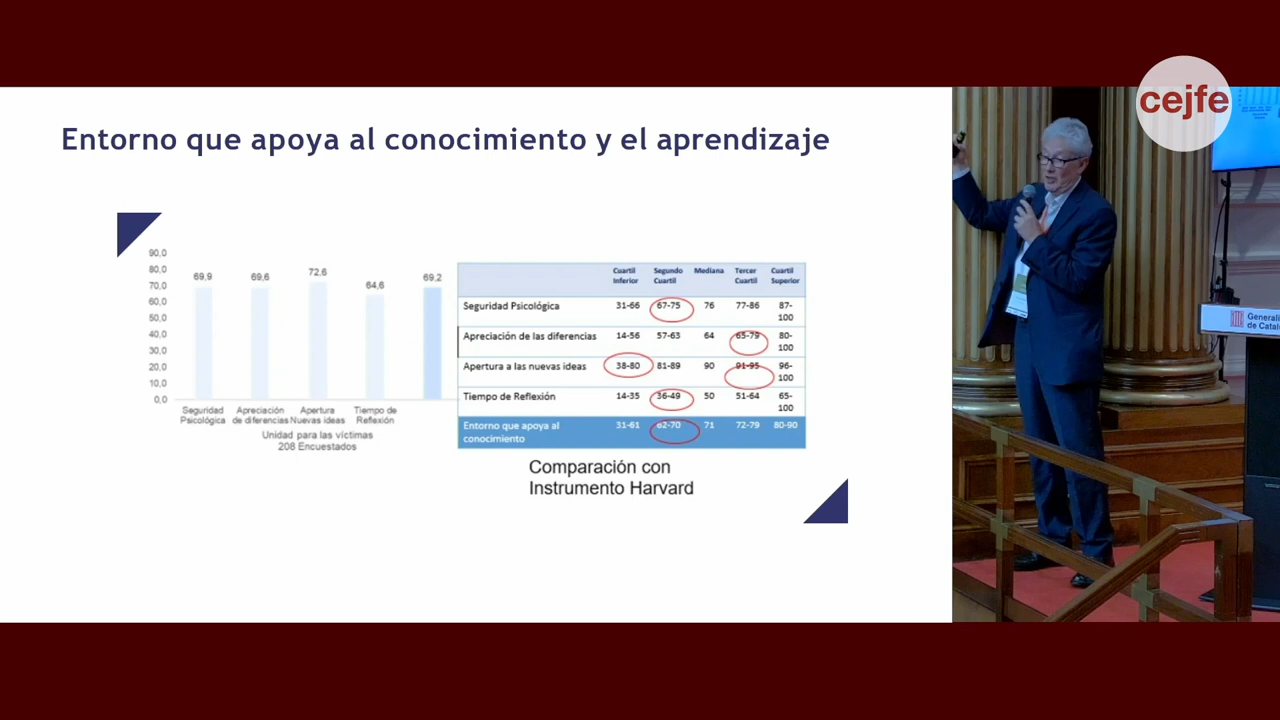 cejfe
Entorno que apoya al conocimiento y el aprendizaje
90,0
80,0
70,0
60,0
50,0
40,0
30,0
20,0
10,0
0,0
69,9
69,6
72,6
64,6
69,2
Seguridad Psicológica
Apreciación de diferencias
Apertura Nuevas ideas
Tiempo de Reflexión
Unidad para las víctimas
208 Encuestados
Cuartil Inferior Segundo Cuartil Mediana Tercer Cuartil Cuartil Superior
Seguridad Psicológica 31-66 67-75 76 77-86 87-100
Apreciación de las diferencias 14-56 57-63 64 65-79 80-100
Apertura a las nuevas ideas 38-80 81-89 90 91-95 96-100
Tiempo de Reflexión 14-35 36-49 50 51-64 65-100
Entorno que apoya al conocimiento 31-61 62-70 71 72-79 80-90
Comparación con
Instrumento Harvard
Generali
de Catalu